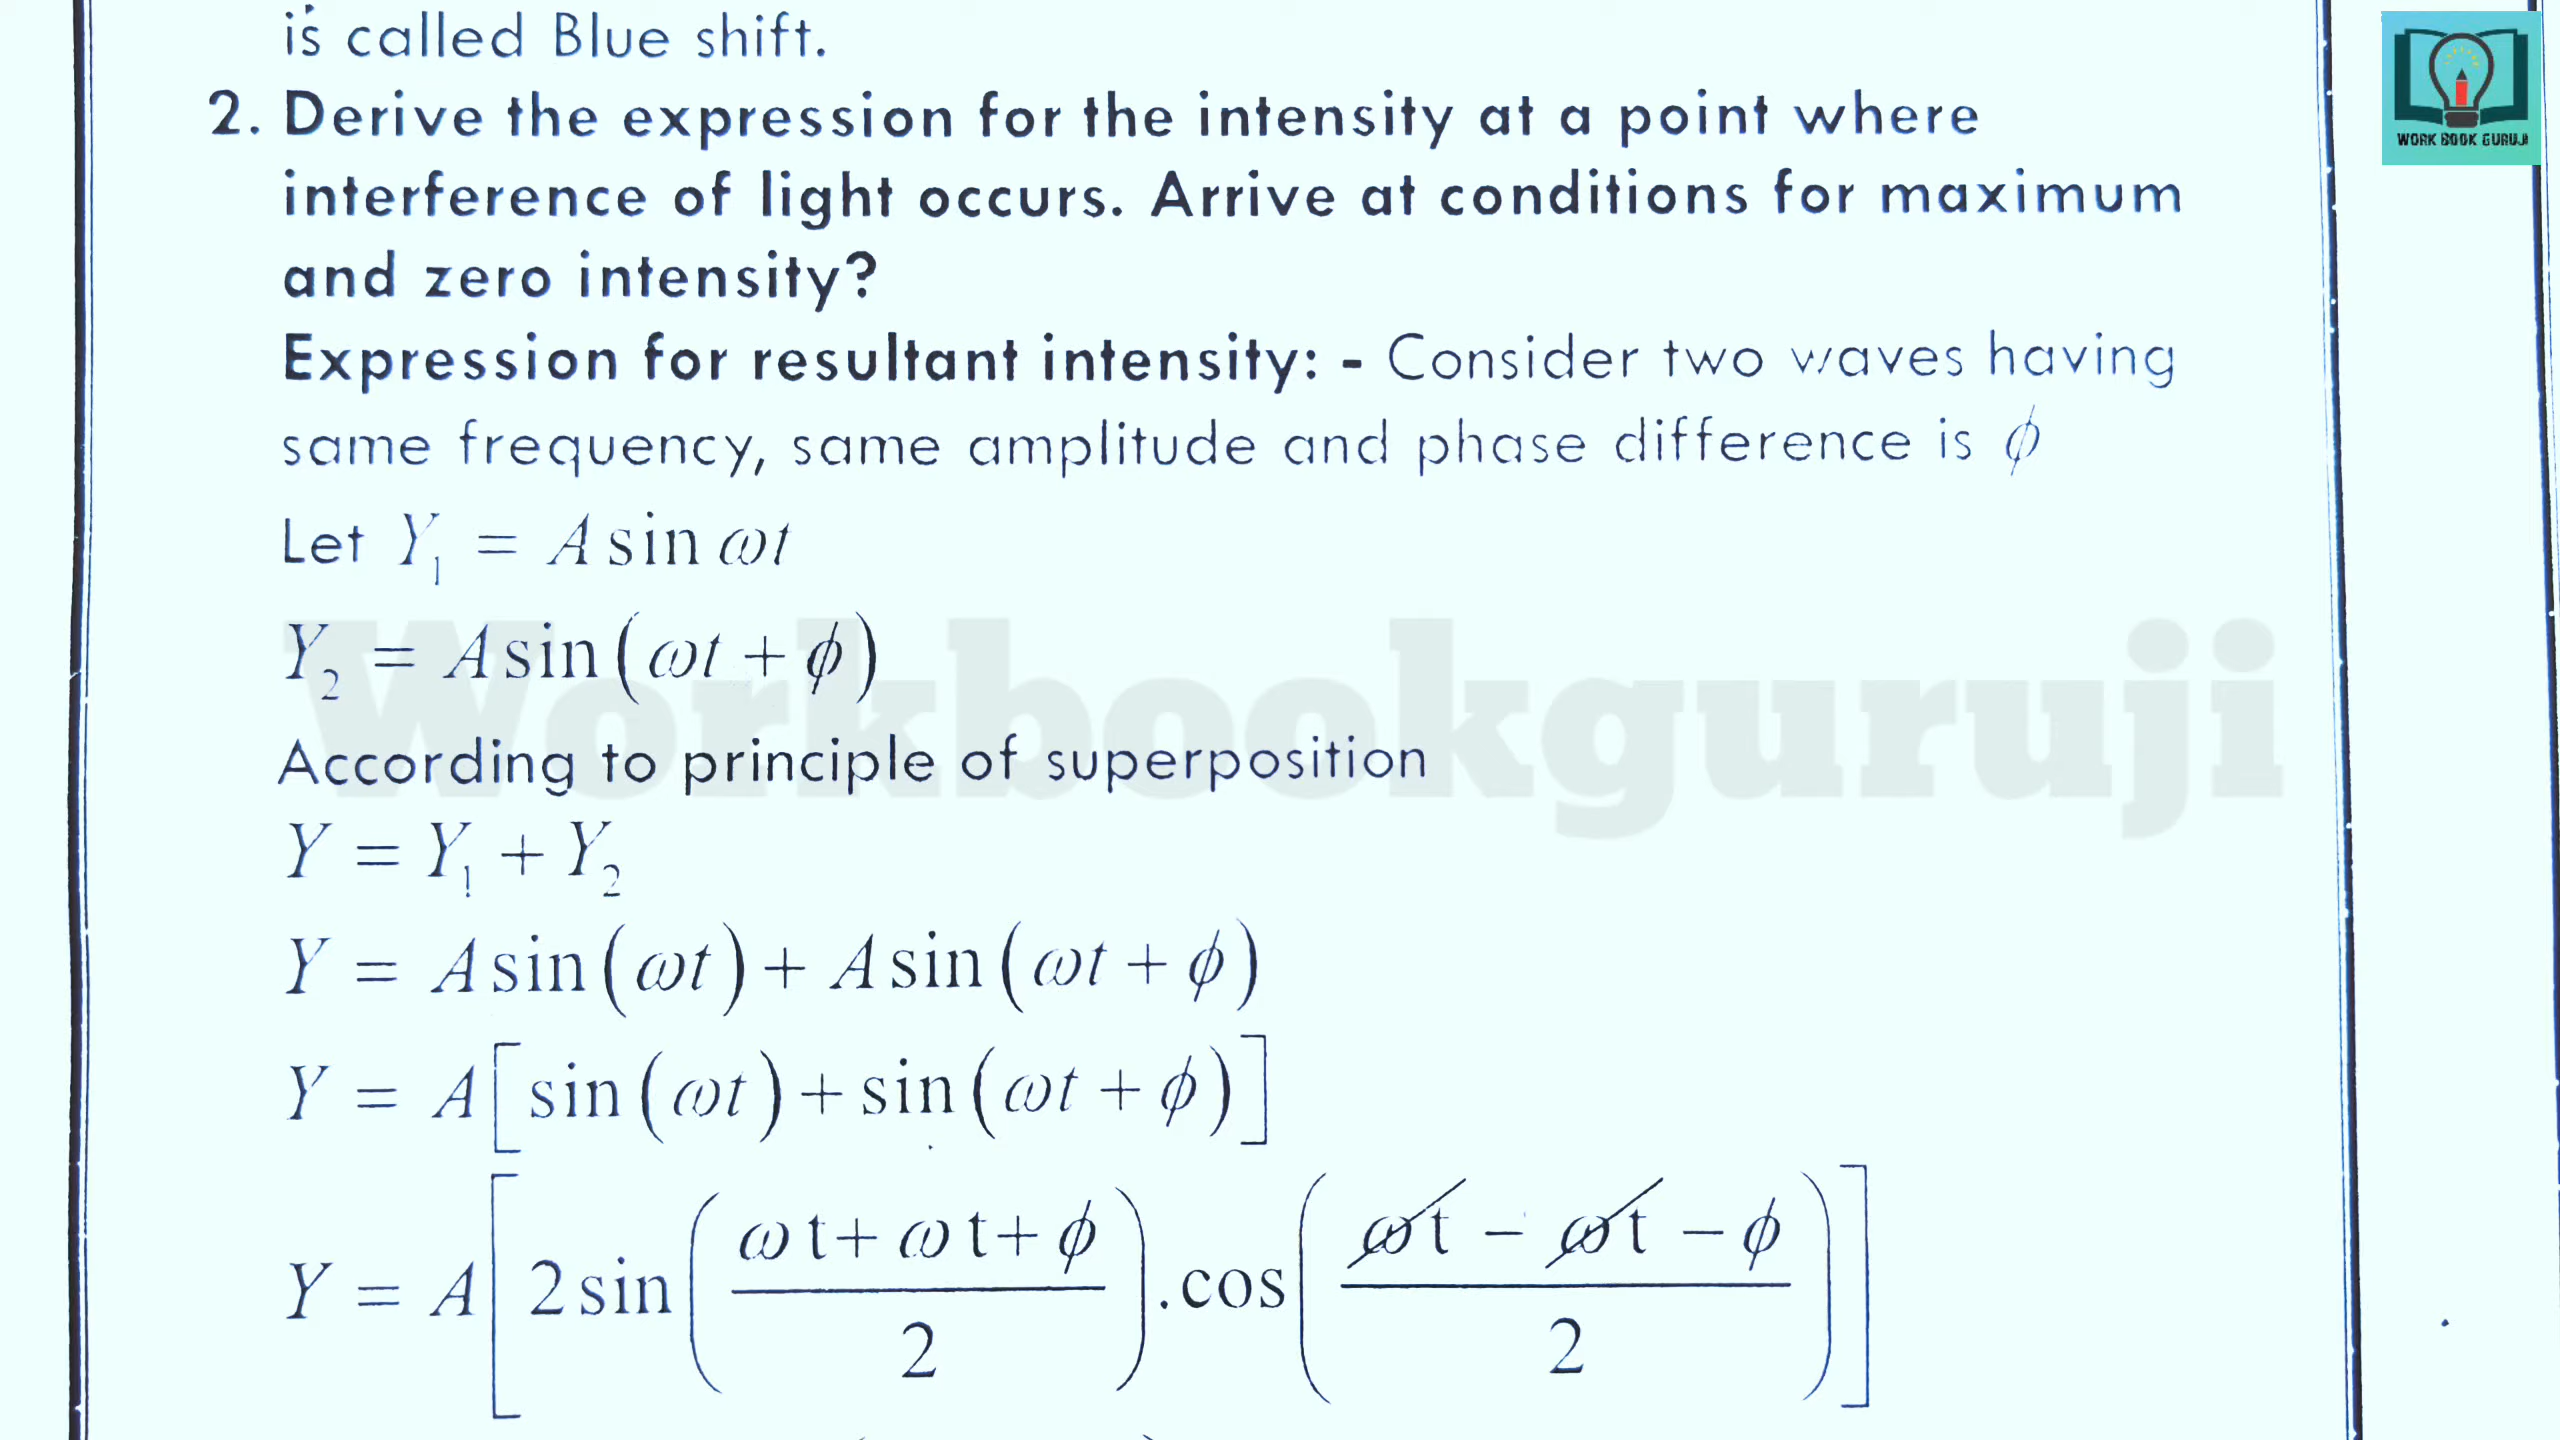 is called Blue shift.
WORK BOOK GURUJI
2. Derive the expression for the intensity at a point where
interference of light occurs. Arrive at conditions for maximum
and zero intensity?
Expression for resultant intensity: - Consider two waves having
same frequency, same amplitude and phase difference is ϕ
Let Y₁ = A sin ωt
Y₂ = A sin(ωt + ϕ)
Workbookguruji
According to principle of superposition
Y = Y₁ + Y₂
Y = A sin(ωt) + A sin(ωt + ϕ)
Y = A[sin(ωt) + sin(ωt + ϕ)]
Y = A[2 sin((ωt + ωt + ϕ)/2) . cos((ωt − ωt − ϕ)/2)]